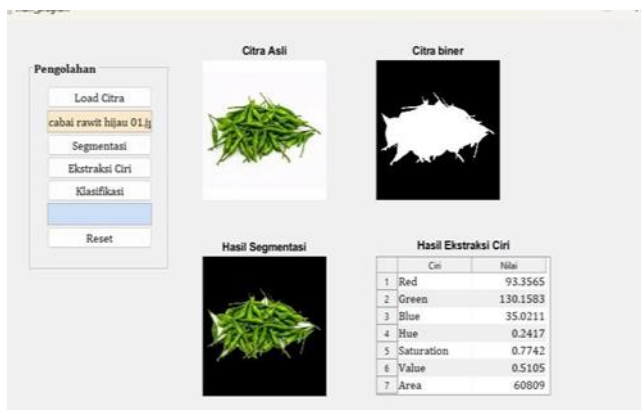 Pengolahan
Load Citra
cabai rawit hijau 01.j
Segmentasi
Ekstraksi Ciri
Klasifikasi
Reset
Citra Asli
Citra biner
Hasil Segmentasi
Hasil Ekstraksi Ciri
Ciri Nilai
1 Red 93.3565
2 Green 130.1583
3 Blue 35.0211
4 Hue 0.2417
5 Saturation 0.7742
6 Value 0.5105
7 Area 60809